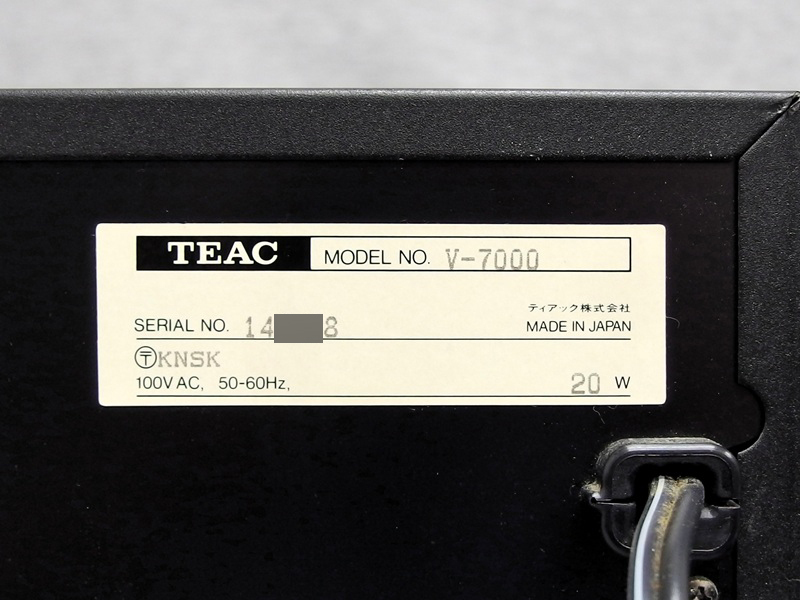 TEAC MODEL NO. V-7000
ティアック株式会社
SERIAL NO. 14 8 MADE IN JAPAN
〒KNSK
100V AC, 50-60Hz, 20 W